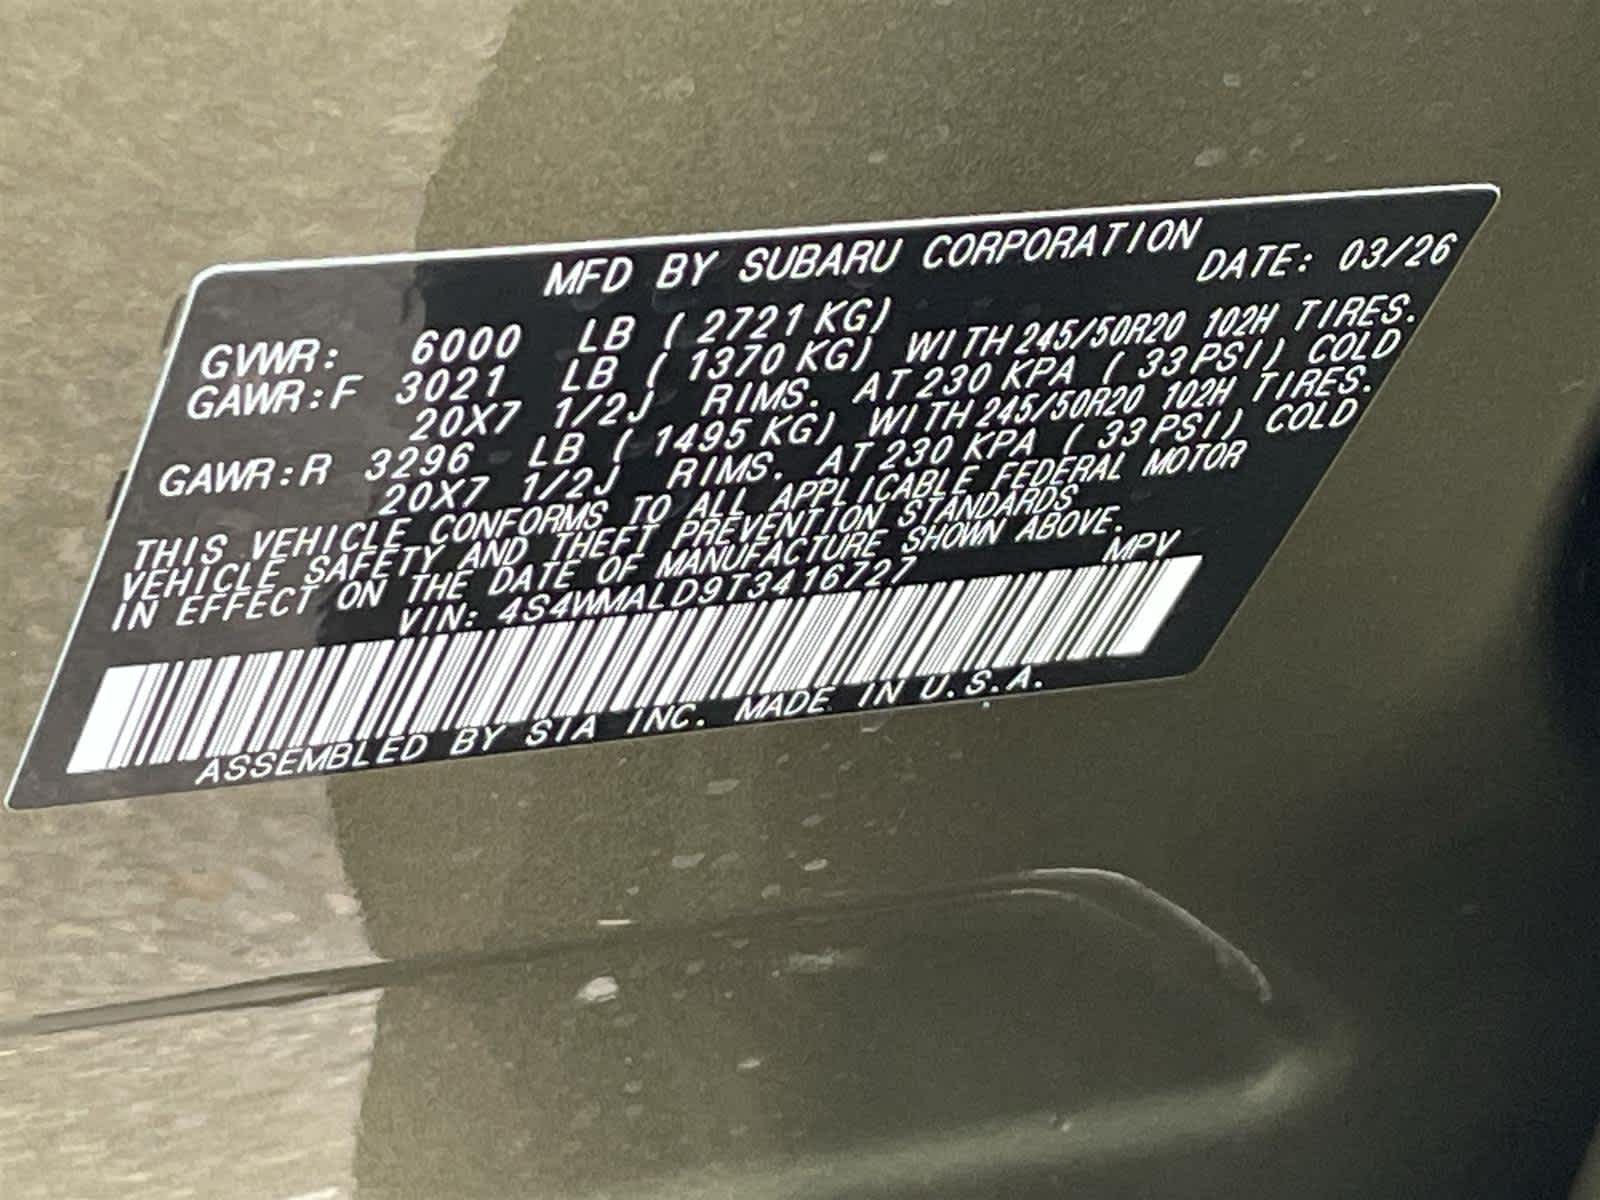 MFD BY SUBARU CORPORATION
DATE: 03/26
GVWR: 6000 LB (2721 KG)
GAWR:F 3021 LB (1370 KG) WITH 245/50R20 102H TIRES.
20X7 1/2J RIMS. AT 230 KPA (33 PSI) COLD
GAWR:R 3296 LB (1495 KG) WITH 245/50R20 102H TIRES.
20X7 1/2J RIMS. AT 230 KPA (33 PSI) COLD
THIS VEHICLE CONFORMS TO ALL APPLICABLE FEDERAL MOTOR
VEHICLE SAFETY AND THEFT PREVENTION STANDARDS
IN EFFECT ON THE DATE OF MANUFACTURE SHOWN ABOVE.
VIN: 4S4WMALD9T3416727 MPV
ASSEMBLED BY SIA INC. MADE IN U.S.A.